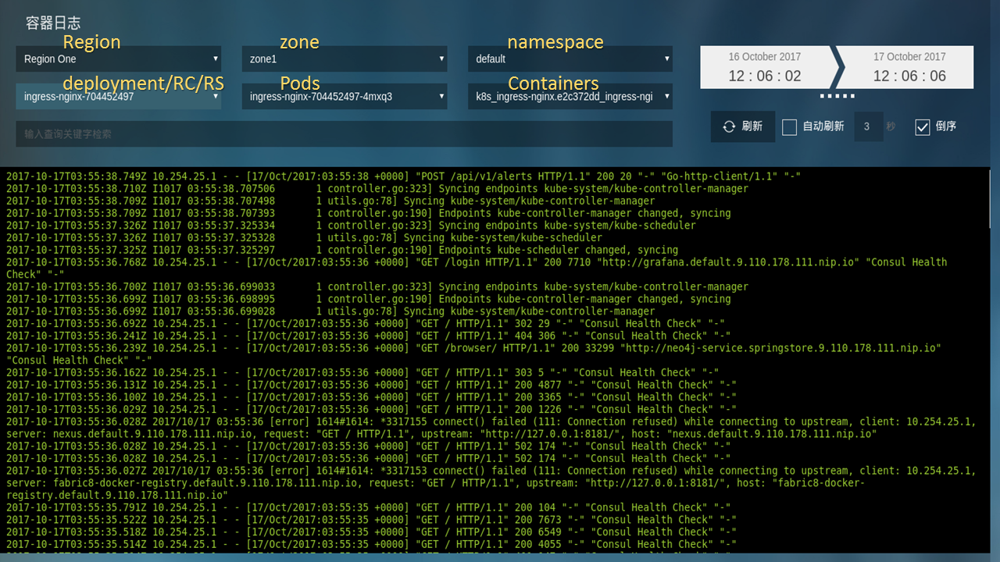 容器日志
Region zone namespace
Region One zone1 default
16 October 2017 17 October 2017
12 : 06 : 02 12 : 06 : 06
deployment/RC/RS Pods Containers
ingress-nginx-704452497 ingress-nginx-704452497-4mxq3 k8s_ingress-nginx.e2c372dd_ingress-ngi
刷新 自动刷新 3 秒 倒序
输入查询关键字检索
2017-10-17T03:55:38.749Z 10.254.25.1 - - [17/Oct/2017:03:55:38 +0000] "POST /api/v1/alerts HTTP/1.1" 200 20 "-" "Go-http-client/1.1" "-"
2017-10-17T03:55:38.710Z I1017 03:55:38.707506 1 controller.go:323] Syncing endpoints kube-system/kube-controller-manager
2017-10-17T03:55:38.709Z I1017 03:55:38.707498 1 utils.go:78] Syncing kube-system/kube-controller-manager
2017-10-17T03:55:38.709Z I1017 03:55:38.707393 1 controller.go:190] Endpoints kube-controller-manager changed, syncing
2017-10-17T03:55:37.326Z I1017 03:55:37.325334 1 controller.go:323] Syncing endpoints kube-system/kube-scheduler
2017-10-17T03:55:37.326Z I1017 03:55:37.325328 1 utils.go:78] Syncing kube-system/kube-scheduler
2017-10-17T03:55:37.325Z I1017 03:55:37.325297 1 controller.go:190] Endpoints kube-scheduler changed, syncing
2017-10-17T03:55:36.768Z 10.254.25.1 - - [17/Oct/2017:03:55:36 +0000] "GET /login HTTP/1.1" 200 7710 "http://grafana.default.9.110.178.111.nip.io" "Consul Health
Check" "-"
2017-10-17T03:55:36.700Z I1017 03:55:36.699033 1 controller.go:323] Syncing endpoints kube-system/kube-controller-manager
2017-10-17T03:55:36.699Z I1017 03:55:36.698995 1 controller.go:190] Endpoints kube-controller-manager changed, syncing
2017-10-17T03:55:36.699Z I1017 03:55:36.699028 1 utils.go:78] Syncing kube-system/kube-controller-manager
2017-10-17T03:55:36.692Z 10.254.25.1 - - [17/Oct/2017:03:55:36 +0000] "GET / HTTP/1.1" 302 29 "-" "Consul Health Check" "-"
2017-10-17T03:55:36.241Z 10.254.25.1 - - [17/Oct/2017:03:55:36 +0000] "GET / HTTP/1.1" 404 306 "-" "Consul Health Check" "-"
2017-10-17T03:55:36.239Z 10.254.25.1 - - [17/Oct/2017:03:55:36 +0000] "GET /browser/ HTTP/1.1" 200 33299 "http://neo4j-service.springstore.9.110.178.111.nip.io"
"Consul Health Check" "-"
2017-10-17T03:55:36.162Z 10.254.25.1 - - [17/Oct/2017:03:55:36 +0000] "GET / HTTP/1.1" 303 5 "-" "Consul Health Check" "-"
2017-10-17T03:55:36.131Z 10.254.25.1 - - [17/Oct/2017:03:55:36 +0000] "GET / HTTP/1.1" 200 4877 "-" "Consul Health Check" "-"
2017-10-17T03:55:36.100Z 10.254.25.1 - - [17/Oct/2017:03:55:36 +0000] "GET / HTTP/1.1" 200 3365 "-" "Consul Health Check" "-"
2017-10-17T03:55:36.029Z 10.254.25.1 - - [17/Oct/2017:03:55:36 +0000] "GET / HTTP/1.1" 200 1226 "-" "Consul Health Check" "-"
2017-10-17T03:55:36.028Z 2017/10/17 03:55:36 [error] 1614#1614: *3317155 connect() failed (111: Connection refused) while connecting to upstream, client: 10.254.25.1,
server: nexus.default.9.110.178.111.nip.io, request: "GET / HTTP/1.1", upstream: "http://127.0.0.1:8181/", host: "nexus.default.9.110.178.111.nip.io"
2017-10-17T03:55:36.028Z 10.254.25.1 - - [17/Oct/2017:03:55:36 +0000] "GET / HTTP/1.1" 502 174 "-" "Consul Health Check" "-"
2017-10-17T03:55:36.028Z 10.254.25.1 - - [17/Oct/2017:03:55:36 +0000] "GET / HTTP/1.1" 502 174 "-" "Consul Health Check" "-"
2017-10-17T03:55:36.027Z 2017/10/17 03:55:36 [error] 1614#1614: *3317153 connect() failed (111: Connection refused) while connecting to upstream, client: 10.254.25.1,
server: fabric8-docker-registry.default.9.110.178.111.nip.io, request: "GET / HTTP/1.1", upstream: "http://127.0.0.1:8181/", host: "fabric8-docker-
registry.default.9.110.178.111.nip.io"
2017-10-17T03:55:35.791Z 10.254.25.1 - - [17/Oct/2017:03:55:35 +0000] "GET / HTTP/1.1" 200 104 "-" "Consul Health Check" "-"
2017-10-17T03:55:35.522Z 10.254.25.1 - - [17/Oct/2017:03:55:35 +0000] "GET / HTTP/1.1" 200 7673 "-" "Consul Health Check" "-"
2017-10-17T03:55:35.518Z 10.254.25.1 - - [17/Oct/2017:03:55:35 +0000] "GET / HTTP/1.1" 200 6549 "-" "Consul Health Check" "-"
2017-10-17T03:55:35.514Z 10.254.25.1 - - [17/Oct/2017:03:55:35 +0000] "GET / HTTP/1.1" 200 4055 "-" "Consul Health Check" "-"